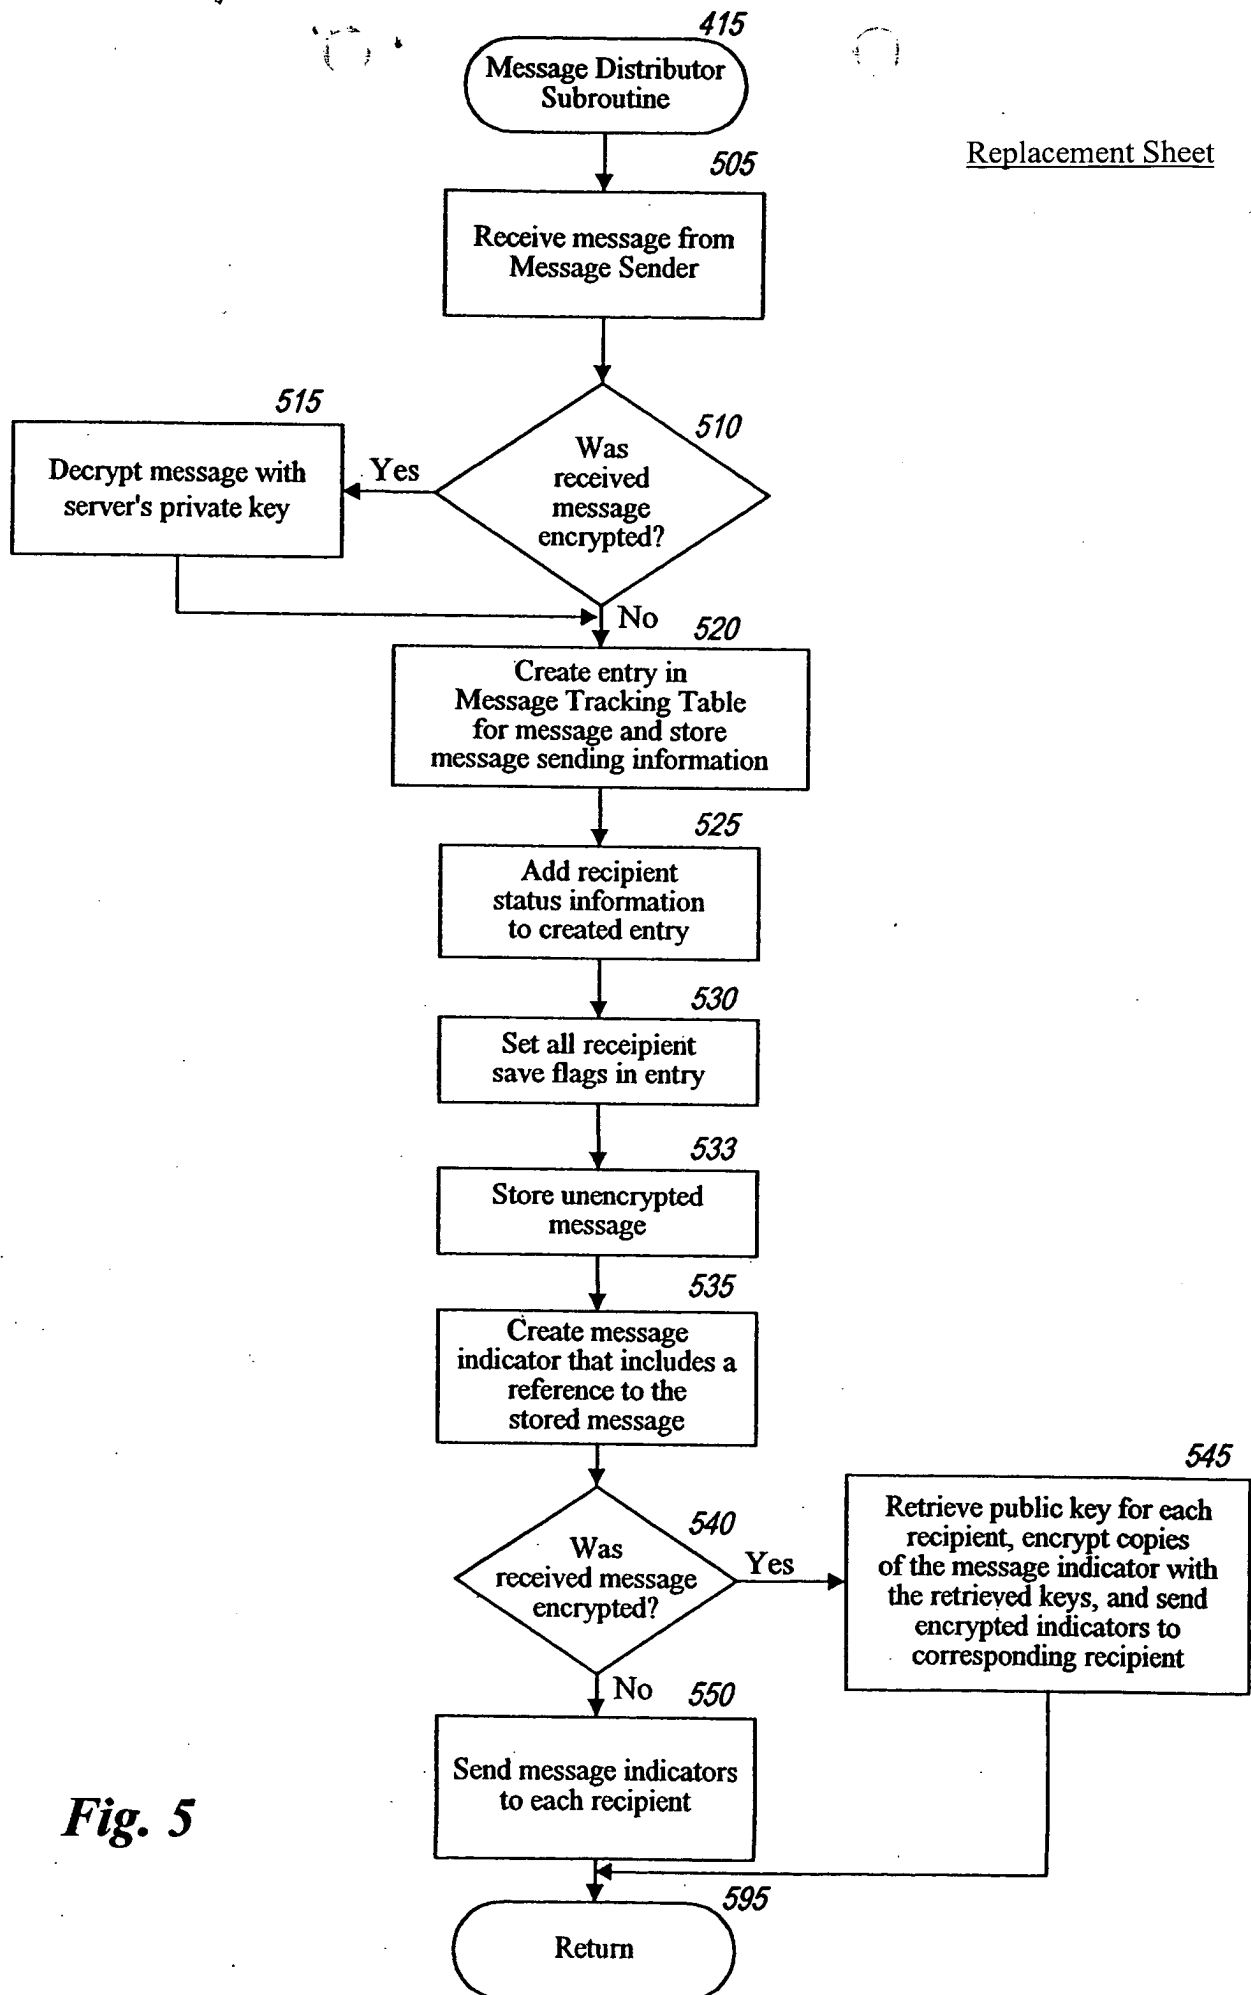 415
Message Distributor
Subroutine
Replacement Sheet
505
Receive message from
Message Sender
515
Decrypt message with
server's private key
Yes
510
Was
received
message
encrypted?
No
520
Create entry in
Message Tracking Table
for message and store
message sending information
525
Add recipient
status information
to created entry
530
Set all receipient
save flags in entry
533
Store unencrypted
message
535
Create message
indicator that includes a
reference to the
stored message
540
Was
received message
encrypted?
Yes
545
Retrieve public key for each
recipient, encrypt copies
of the message indicator with
the retrieved keys, and send
encrypted indicators to
corresponding recipient
No
550
Send message indicators
to each recipient
Fig. 5
595
Return